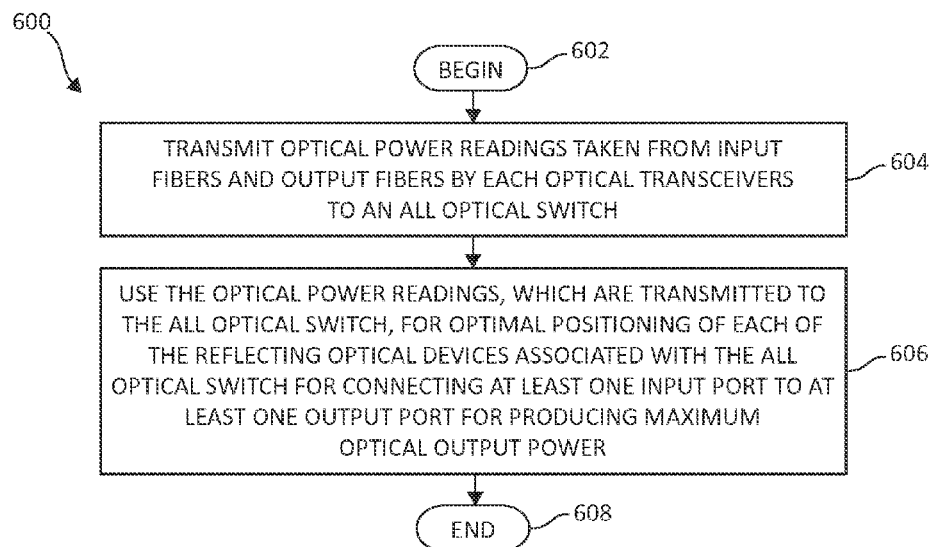 600
BEGIN
602
TRANSMIT OPTICAL POWER READINGS TAKEN FROM INPUT
FIBERS AND OUTPUT FIBERS BY EACH OPTICAL TRANSCEIVERS
TO AN ALL OPTICAL SWITCH
604
USE THE OPTICAL POWER READINGS, WHICH ARE TRANSMITTED TO
THE ALL OPTICAL SWITCH, FOR OPTIMAL POSITIONING OF EACH OF
THE REFLECTING OPTICAL DEVICES ASSOCIATED WITH THE ALL
OPTICAL SWITCH FOR CONNECTING AT LEAST ONE INPUT PORT TO AT
LEAST ONE OUTPUT PORT FOR PRODUCING MAXIMUM
OPTICAL OUTPUT POWER
606
END
608